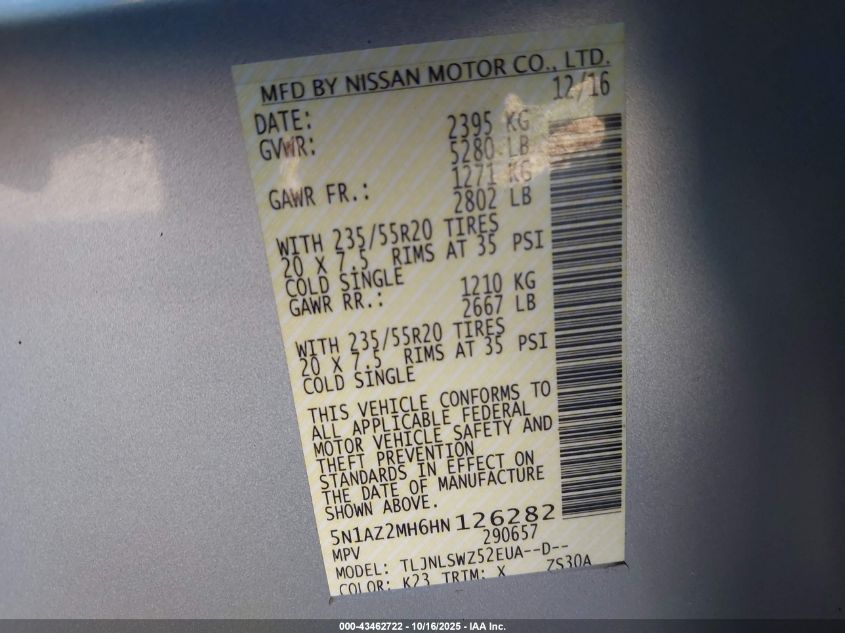 MFD BY NISSAN MOTOR CO., LTD.
DATE: 12/16
GVWR: 2395 KG
5280 LB
GAWR FR.: 1271 KG
2802 LB
WITH 235/55R20 TIRES
20 X 7.5 RIMS AT 35 PSI
COLD SINGLE
GAWR RR.: 1210 KG
2667 LB
WITH 235/55R20 TIRES
20 X 7.5 RIMS AT 35 PSI
COLD SINGLE
THIS VEHICLE CONFORMS TO
ALL APPLICABLE FEDERAL
MOTOR VEHICLE SAFETY AND
THEFT PREVENTION
STANDARDS IN EFFECT ON
THE DATE OF MANUFACTURE
SHOWN ABOVE.
5N1AZ2MH6HN126282
MPV 290657
MODEL: TLJNLSWZ52EUA--D--
COLOR: K23 TRIM: X ZS30A
000-43462722 - 10/16/2025 - IAA Inc.